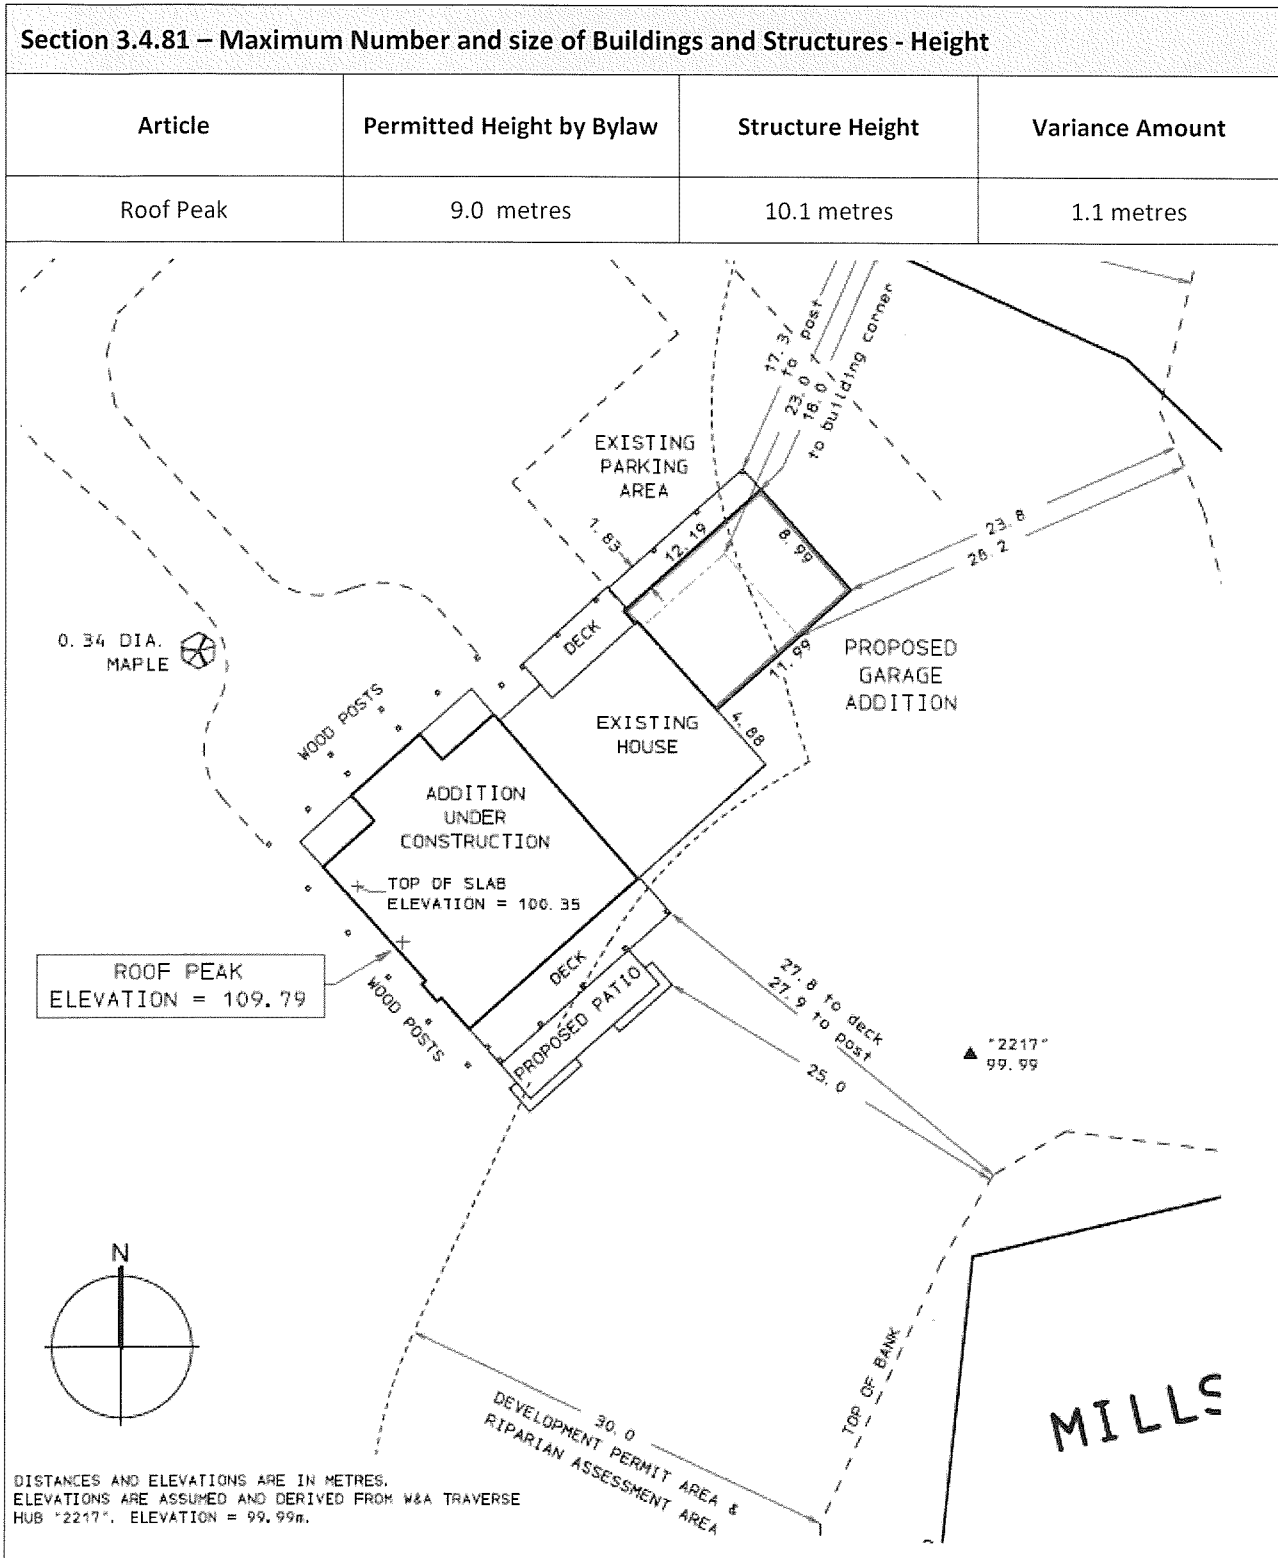 Section 3.4.81 – Maximum Number and size of Buildings and Structures - Height
Article Permitted Height by Bylaw Structure Height Variance Amount
Roof Peak 9.0 metres 10.1 metres 1.1 metres
17.3
to post
23.0
18.0
to building corner
EXISTING
PARKING
AREA
1.83
12.19
8.99
23.8
28.2
0.34 DIA.
MAPLE
DECK
11.99
PROPOSED
GARAGE
ADDITION
WOOD POSTS
EXISTING
HOUSE
4.88
ADDITION
UNDER
CONSTRUCTION
TOP OF SLAB
ELEVATION = 100.35
ROOF PEAK
ELEVATION = 109.79
WOOD POSTS
DECK
PROPOSED PATIO
27.8 to deck
27.9 to post
25.0
"2217"
99.99
N
30.0
DEVELOPMENT PERMIT AREA &
RIPARIAN ASSESSMENT AREA
TOP OF BANK
MILLS
DISTANCES AND ELEVATIONS ARE IN METRES.
ELEVATIONS ARE ASSUMED AND DERIVED FROM W&A TRAVERSE
HUB "2217". ELEVATION = 99.99m.